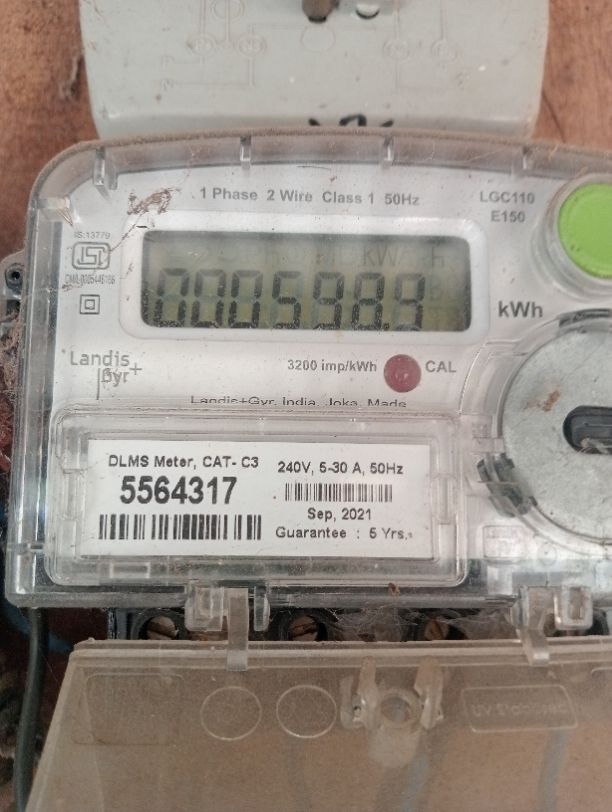 1 Phase 2 Wire Class 1 50Hz
LGC110
E150
IS:13779
ISI
kWh
Landis
Gyr+
3200 imp/kWh
CAL
Landis+Gyr, India, Joka, Made
DLMS Meter, CAT- C3
5564317
240V, 5-30 A, 50Hz
Sep, 2021
Guarantee : 5 Yrs.